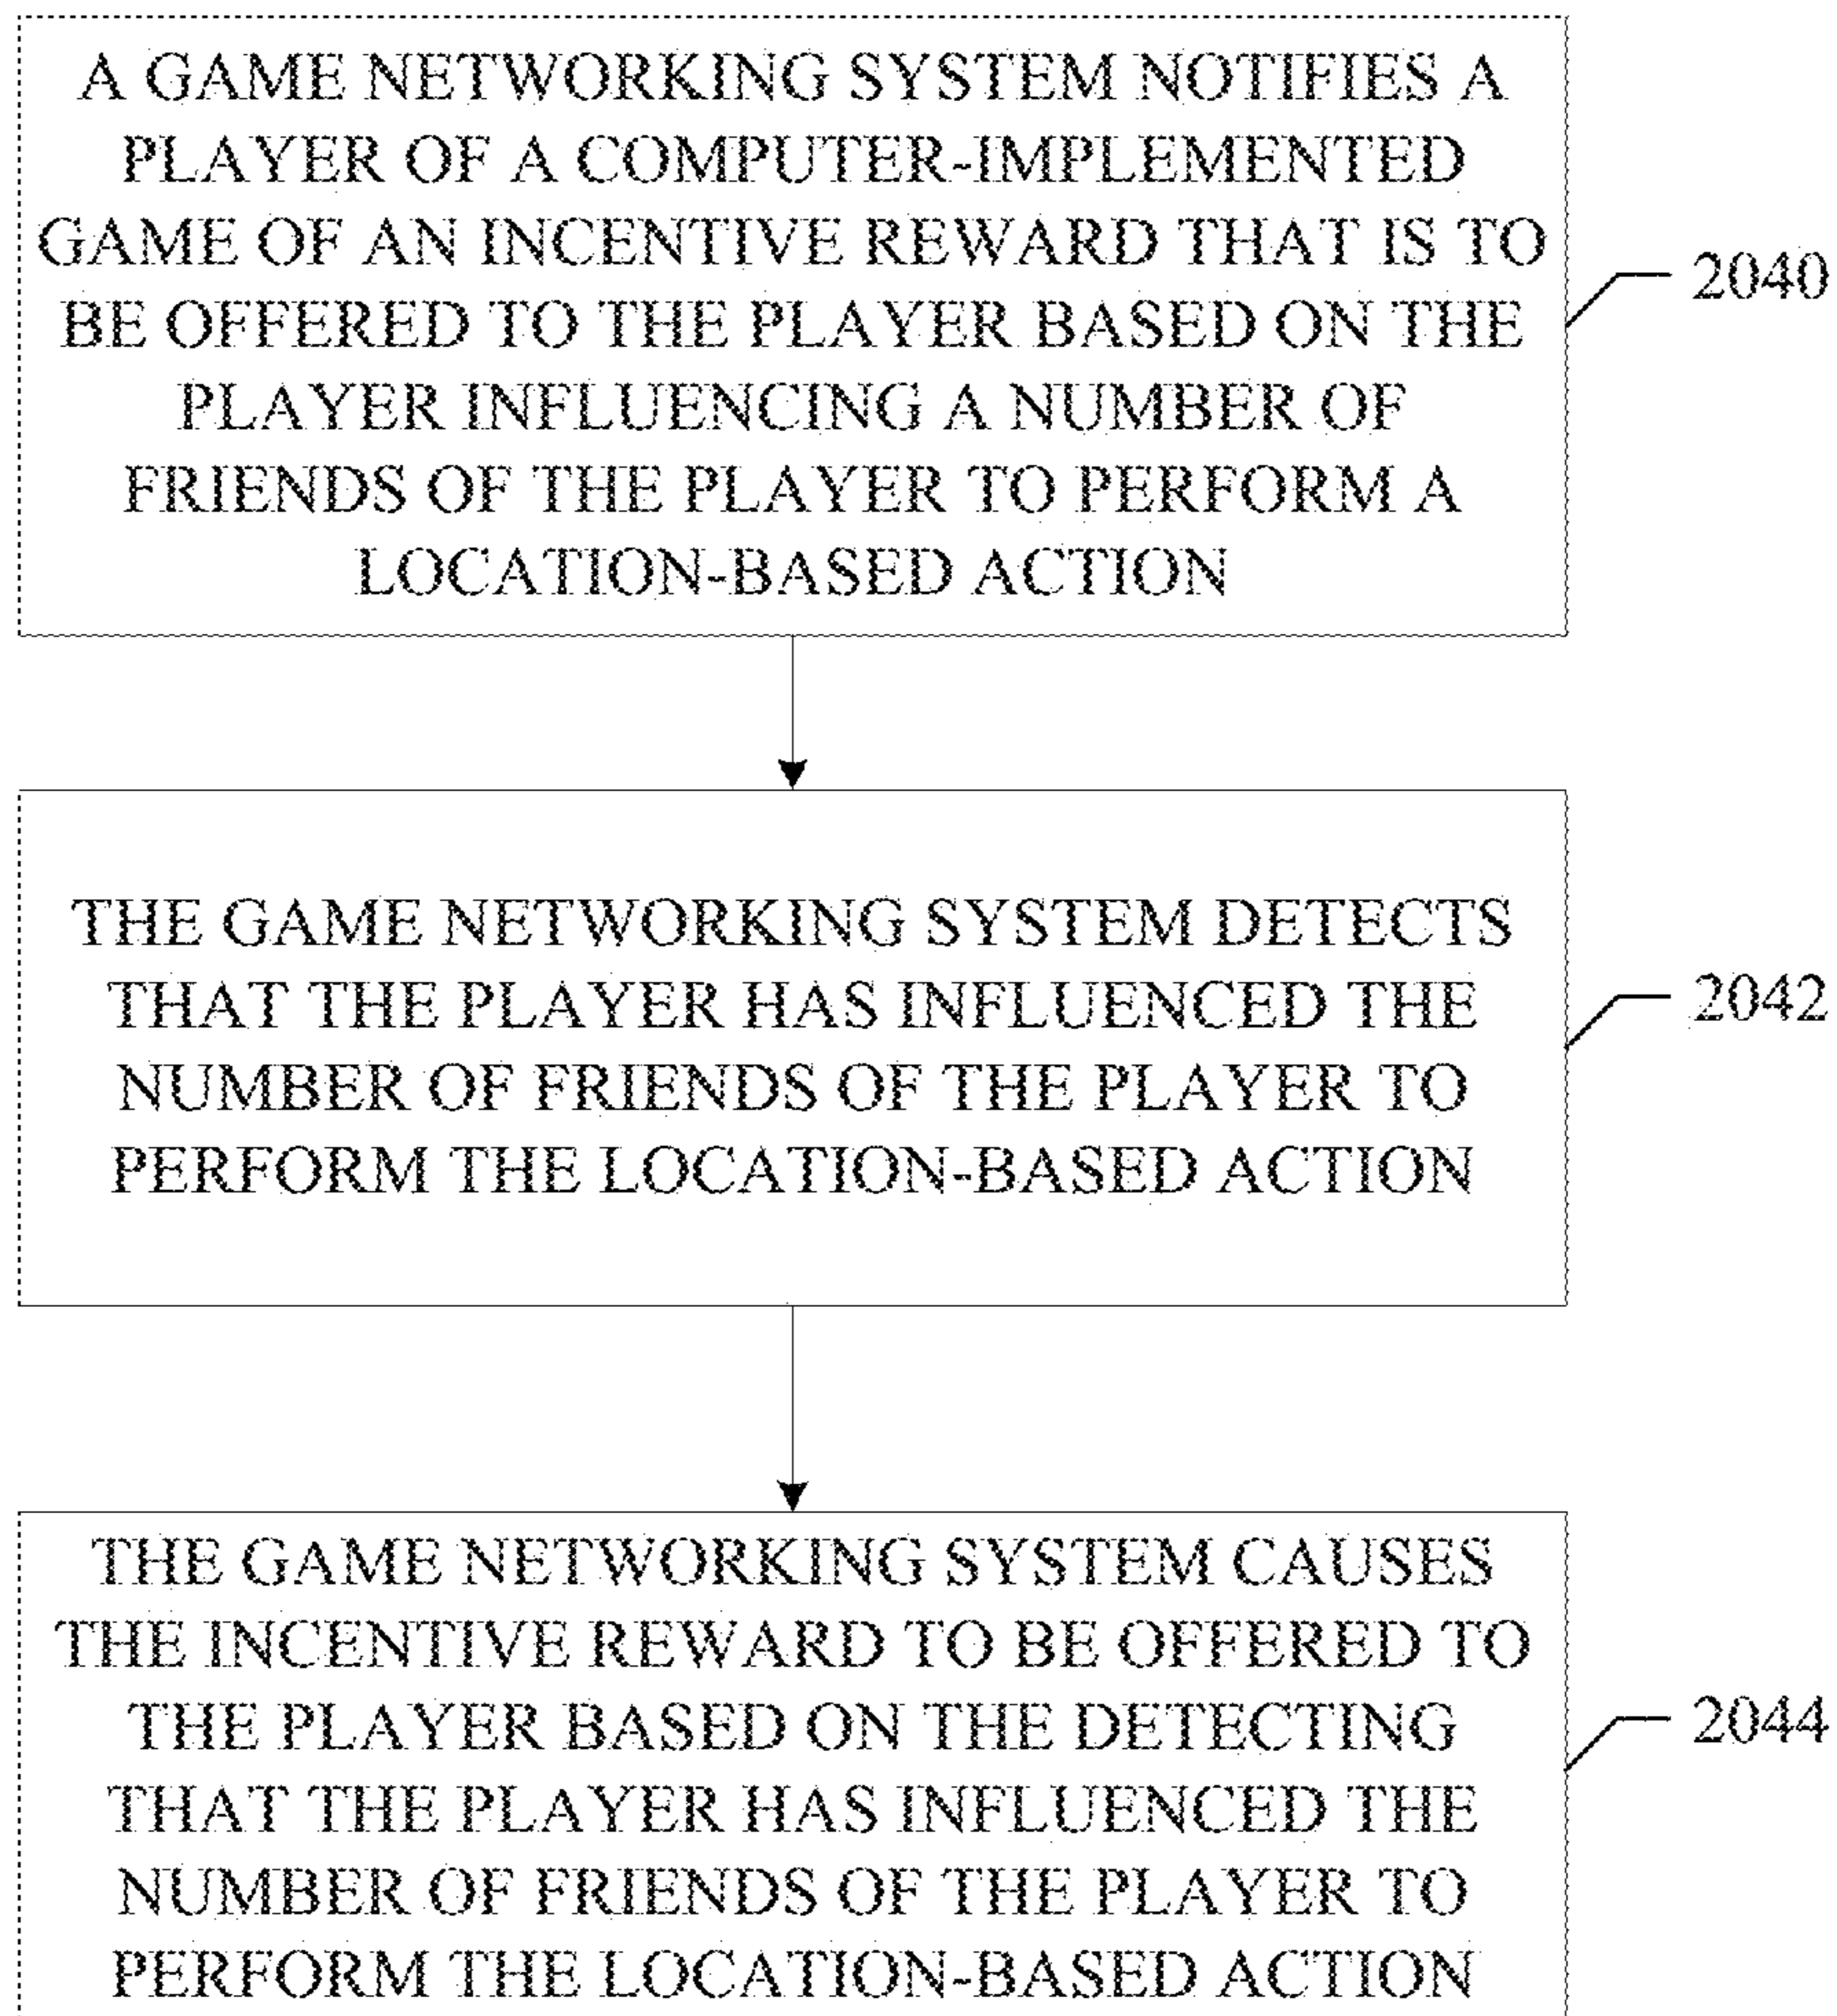 A GAME NETWORKING SYSTEM NOTIFIES A
PLAYER OF A COMPUTER-IMPLEMENTED
GAME OF AN INCENTIVE REWARD THAT IS TO
BE OFFERED TO THE PLAYER BASED ON THE
PLAYER INFLUENCING A NUMBER OF
FRIENDS OF THE PLAYER TO PERFORM A
LOCATION-BASED ACTION
2040
THE GAME NETWORKING SYSTEM DETECTS
THAT THE PLAYER HAS INFLUENCED THE
NUMBER OF FRIENDS OF THE PLAYER TO
PERFORM THE LOCATION-BASED ACTION
2042
THE GAME NETWORKING SYSTEM CAUSES
THE INCENTIVE REWARD TO BE OFFERED TO
THE PLAYER BASED ON THE DETECTING
THAT THE PLAYER HAS INFLUENCED THE
NUMBER OF FRIENDS OF THE PLAYER TO
PERFORM THE LOCATION-BASED ACTION
2044